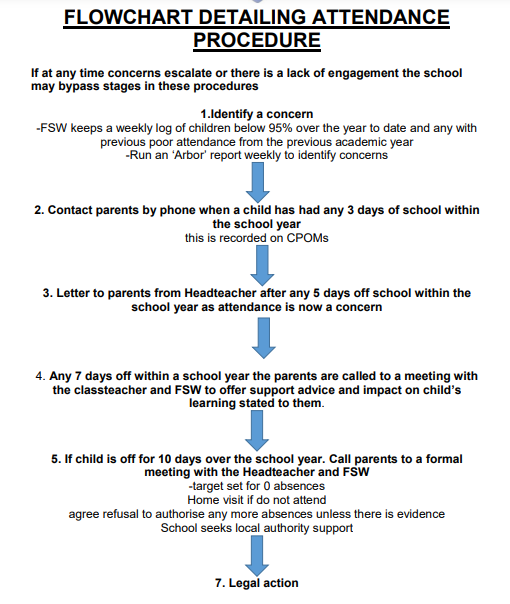 FLOWCHART DETAILING ATTENDANCE
PROCEDURE
If at any time concerns escalate or there is a lack of engagement the school
may bypass stages in these procedures
1.Identify a concern
-FSW keeps a weekly log of children below 95% over the year to date and any with
previous poor attendance from the previous academic year
-Run an ‘Arbor’ report weekly to identify concerns
2. Contact parents by phone when a child has had any 3 days of school within
the school year
this is recorded on CPOMs
3. Letter to parents from Headteacher after any 5 days off school within the
school year as attendance is now a concern
4. Any 7 days off within a school year the parents are called to a meeting with
the classteacher and FSW to offer support advice and impact on child’s
learning stated to them.
5. If child is off for 10 days over the school year. Call parents to a formal
meeting with the Headteacher and FSW
-target set for 0 absences
Home visit if do not attend
agree refusal to authorise any more absences unless there is evidence
School seeks local authority support
7. Legal action